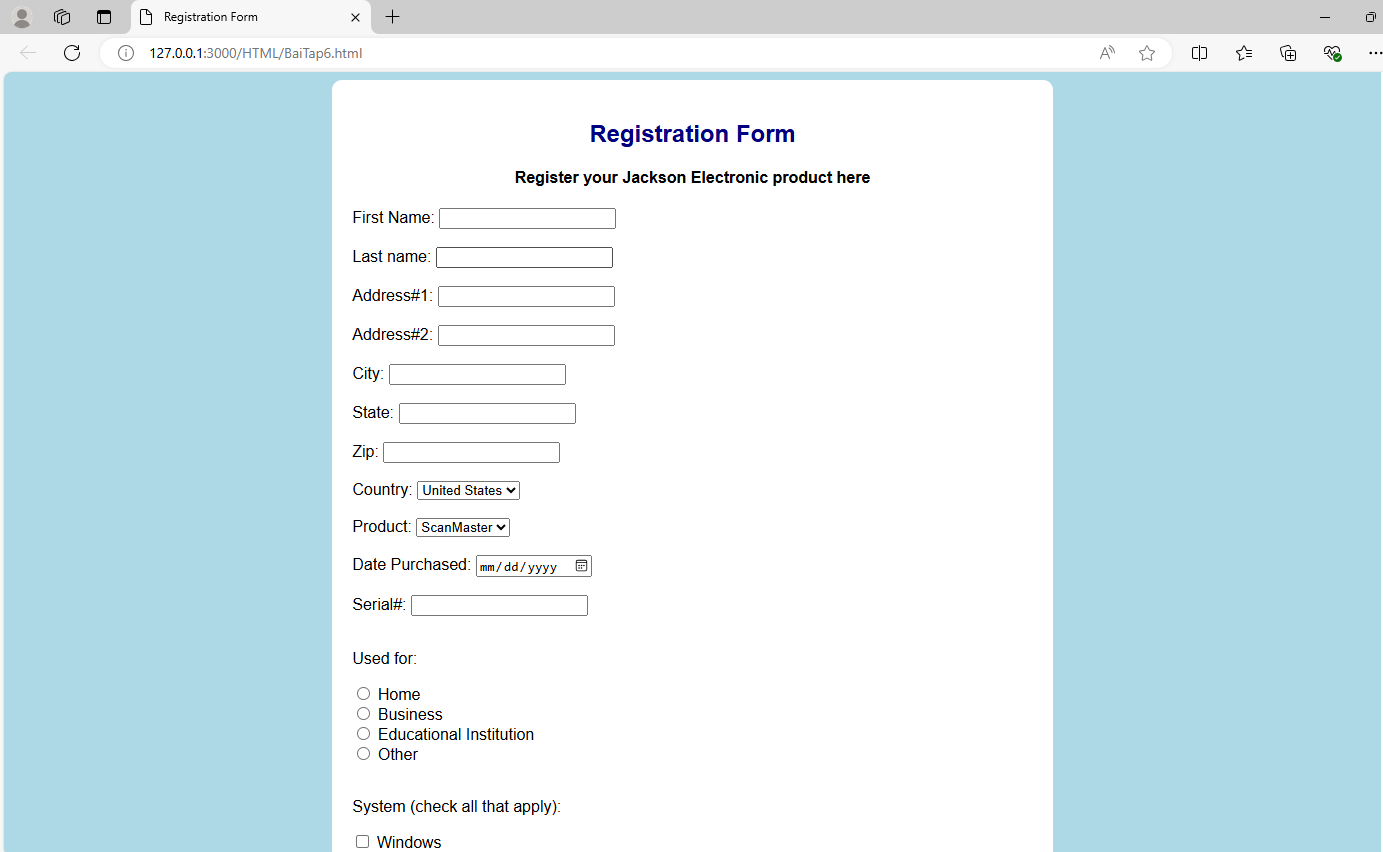 Registration Form
127.0.0.1:3000/HTML/BaiTap6.html
Registration Form
Register your Jackson Electronic product here
First Name:
Last name:
Address#1:
Address#2:
City:
State:
Zip:
Country: United States
Product: ScanMaster
Date Purchased: mm/dd/yyyy
Serial#:
Used for:
Home
Business
Educational Institution
Other
System (check all that apply):
Windows